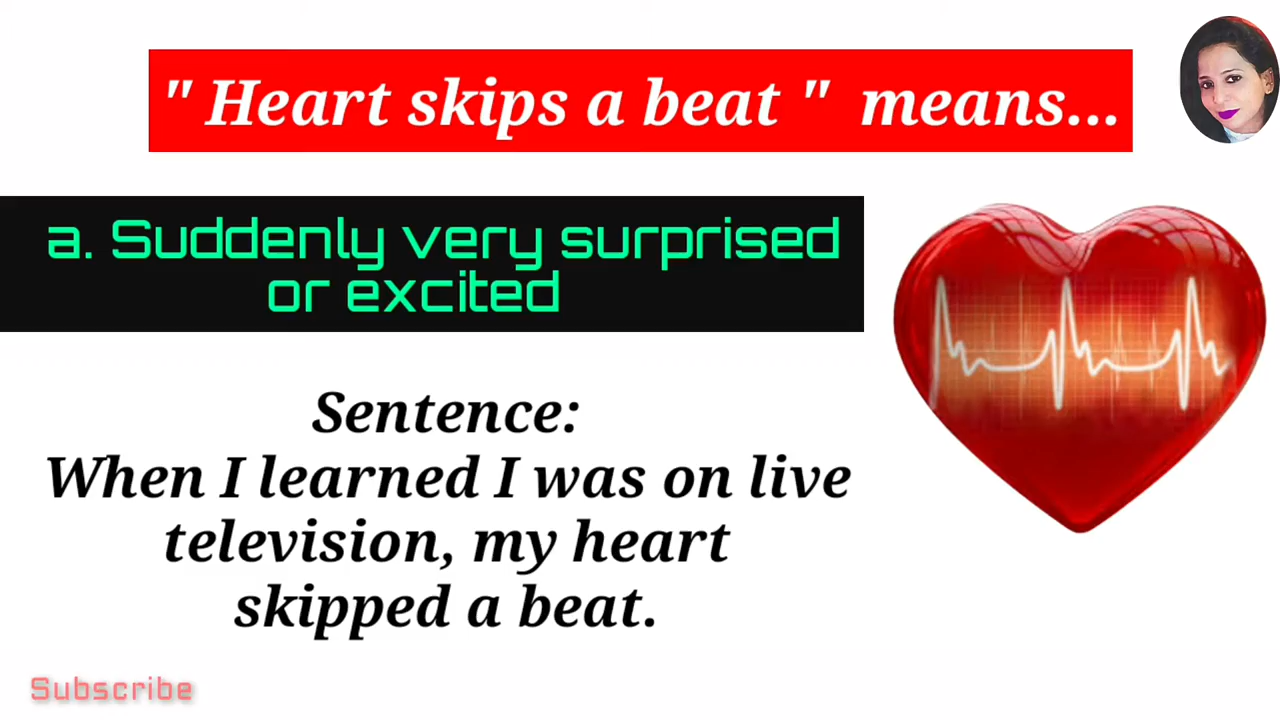 " Heart skips a beat " means...
a. Suddenly very surprised
or excited
Sentence:
When I learned I was on live
television, my heart
skipped a beat.
Subscribe